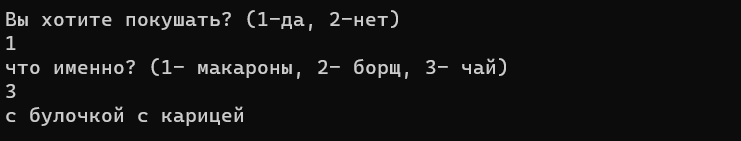 Вы хотите покушать? (1-да, 2-нет)
1
что именно? (1- макароны, 2- борщ, 3- чай)
3
с булочкой с карицей